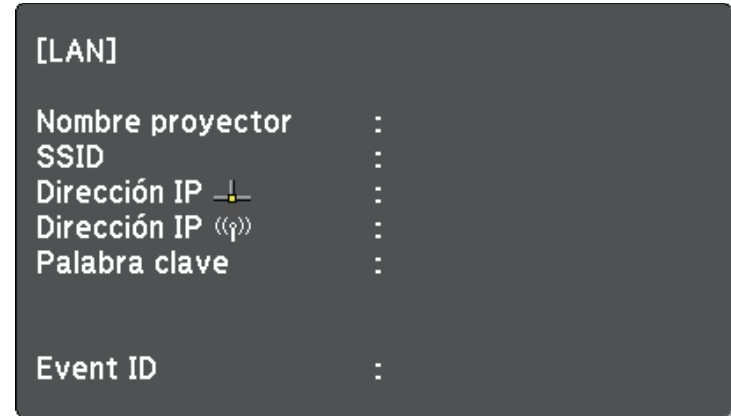 [LAN]
Nombre proyector :
SSID :
Dirección IP :
Dirección IP :
Palabra clave :
Event ID :